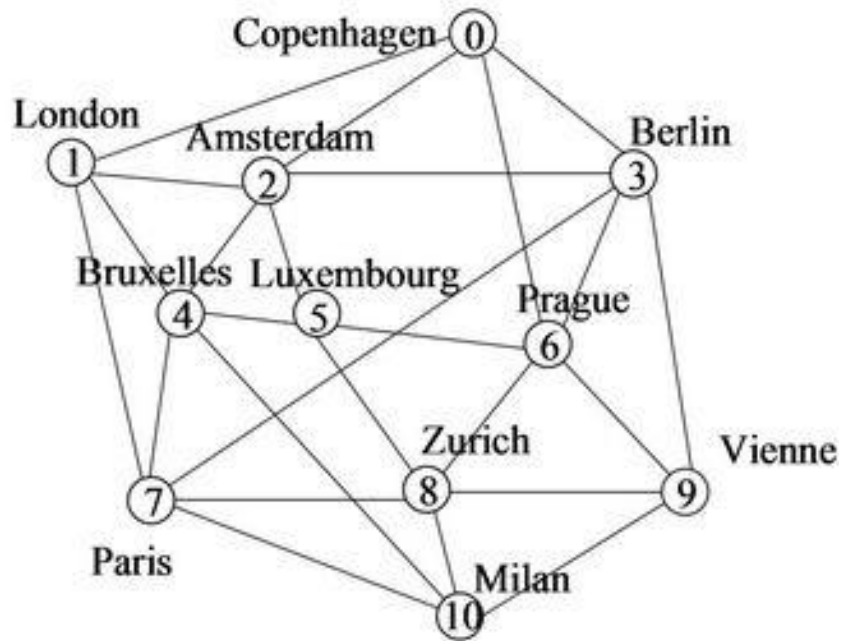 Copenhagen 0
London
1
Amsterdam
2
Berlin
3
Bruxelles
4
Luxembourg
5
Prague
6
Zurich
8
Vienne
9
7
Paris
Milan
10